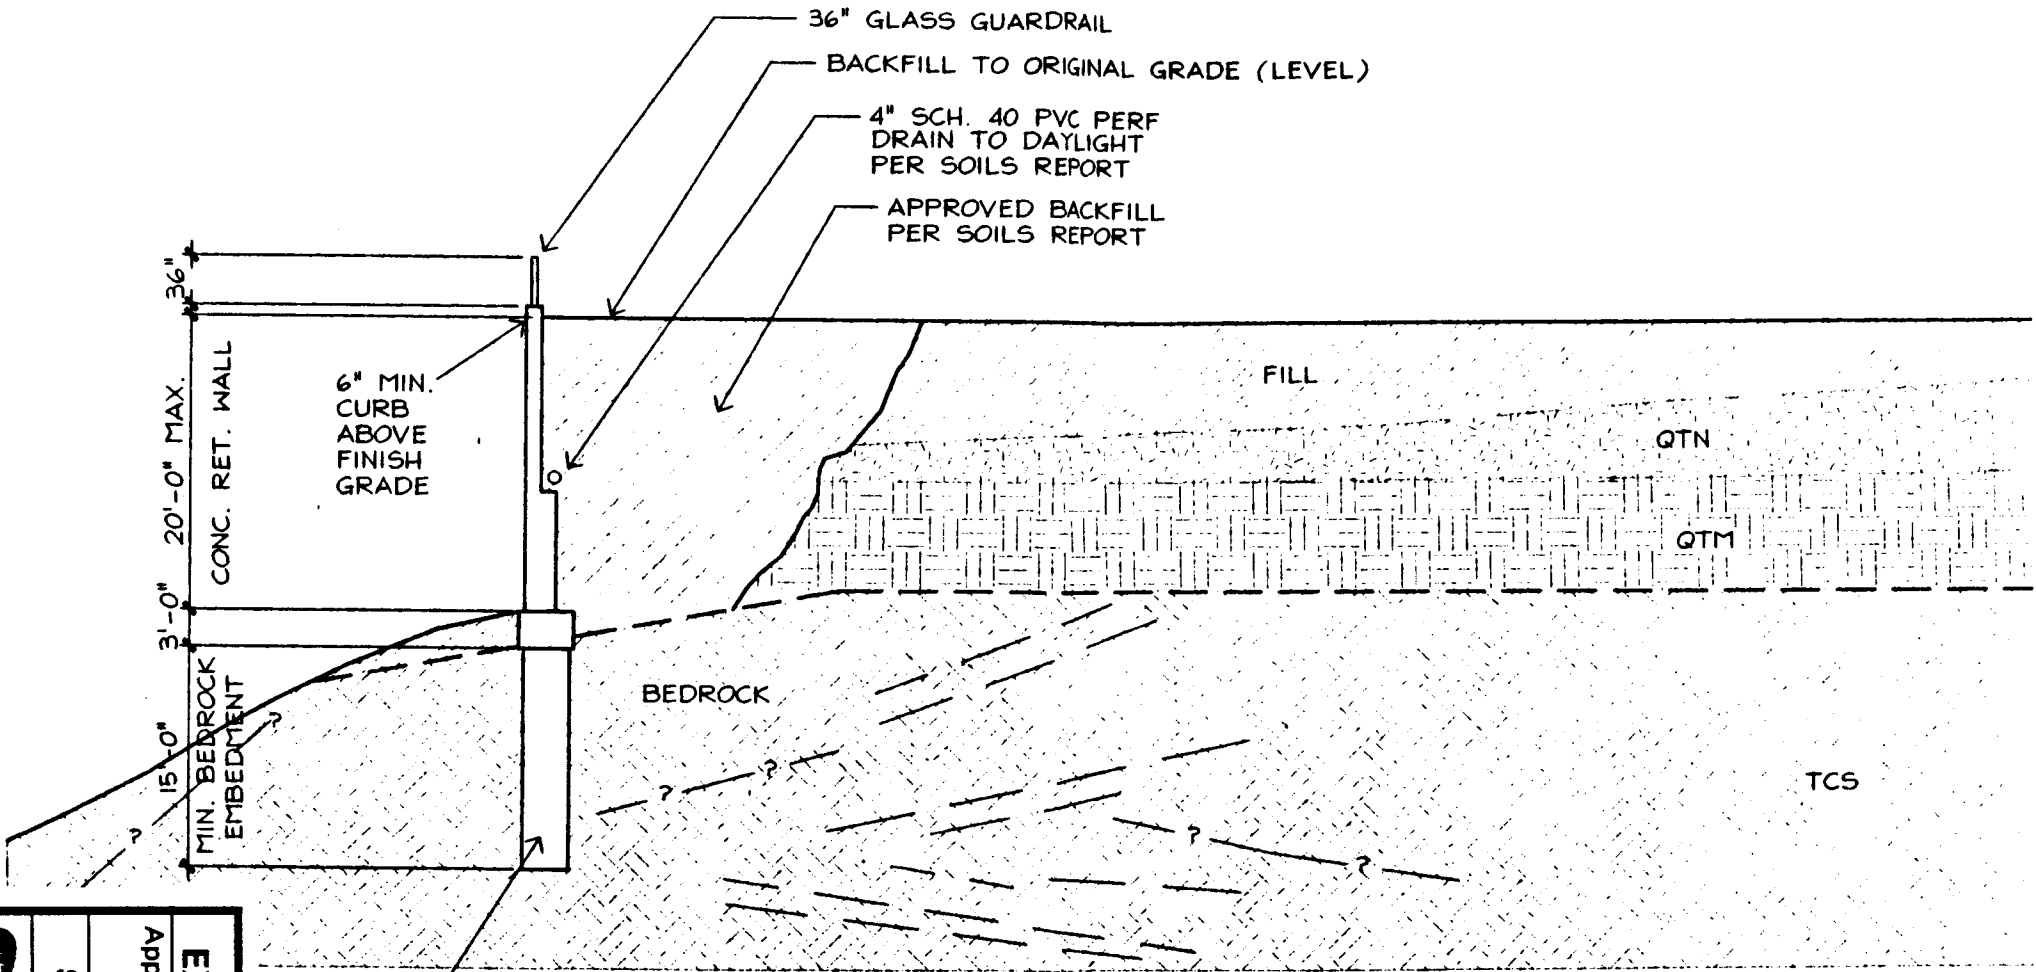 36" GLASS GUARDRAIL
BACKFILL TO ORIGINAL GRADE (LEVEL)
4" SCH. 40 PVC PERF
DRAIN TO DAYLIGHT
PER SOILS REPORT
APPROVED BACKFILL
PER SOILS REPORT
36"
20'-0" MAX.
CONC. RET. WALL
6" MIN.
CURB
ABOVE
FINISH
GRADE
FILL
QTN
QTM
3'-0"
15'-0"
MIN. BEDROCK
EMBEDMENT
BEDROCK
TCS
?
?
?
?
?
?
App